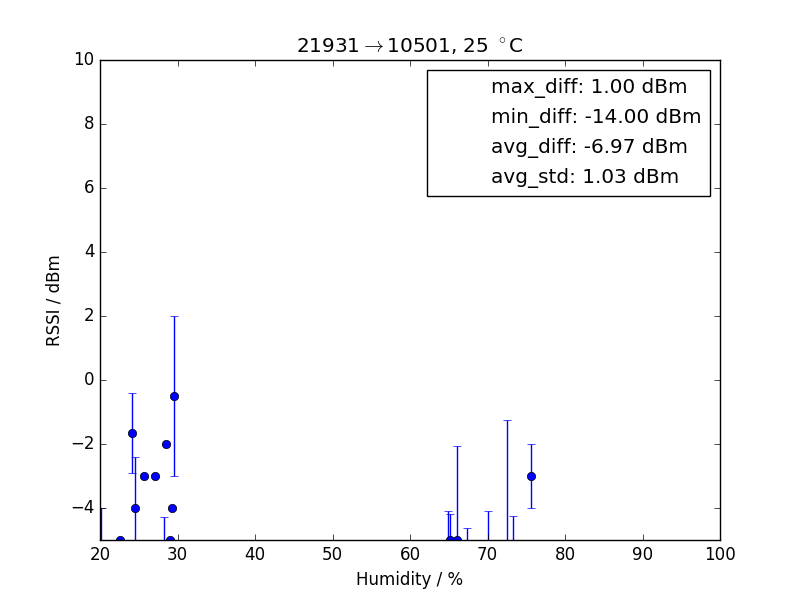 21931→10501, 25 °C
max_diff: 1.00 dBm
min_diff: -14.00 dBm
avg_diff: -6.97 dBm
avg_std: 1.03 dBm
10
8
6
4
2
0
−2
−4
RSSI / dBm
20 30 40 50 60 70 80 90 100
Humidity / %